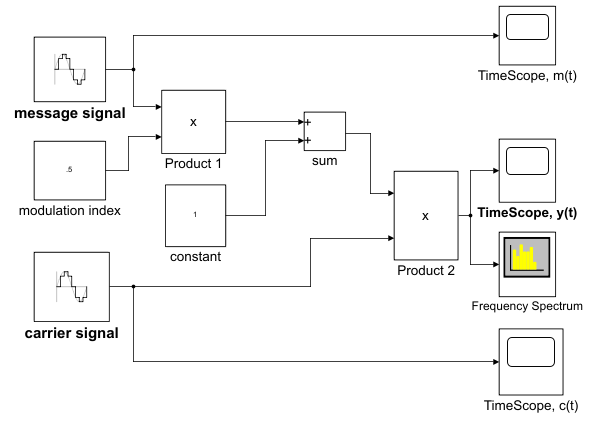 TimeScope, m(t)
message signal
x
Product 1
+
+
sum
.5
modulation index
1
constant
x
Product 2
TimeScope, y(t)
Frequency Spectrum
carrier signal
TimeScope, c(t)